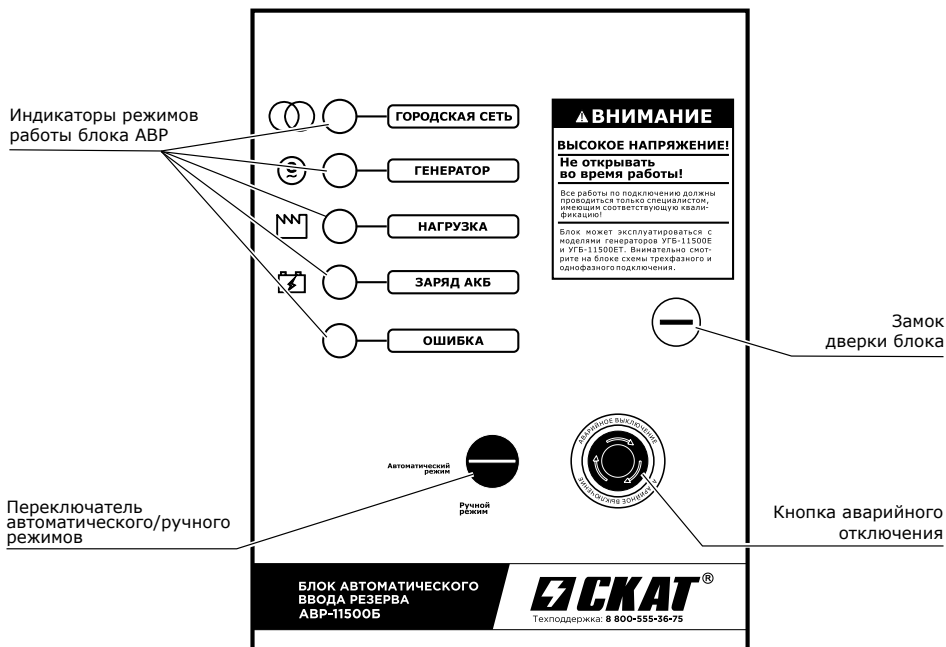 Индикаторы режимов
работы блока АВР
ГОРОДСКАЯ СЕТЬ
ГЕНЕРАТОР
НАГРУЗКА
ЗАРЯД АКБ
ОШИБКА
ВНИМАНИЕ
ВЫСОКОЕ НАПРЯЖЕНИЕ!
Не открывать
во время работы!
Все работы по подключению должны
проводиться только специалистом,
имеющим соответствующую квали-
фикацию!
Блок может эксплуатироваться с
моделями генераторов УГБ-11500Е
и УГБ-11500ЕТ. Внимательно смот-
рите на блоке схемы трехфазного и
однофазного подключения.
Замок
дверки блока
Автоматический
режим
Ручной
режим
АВАРИЙНОЕ ВЫКЛЮЧЕНИЕ
АВАРИЙНОЕ ВЫКЛЮЧЕНИЕ
Переключатель
автоматического/ручного
режимов
Кнопка аварийного
отключения
БЛОК АВТОМАТИЧЕСКОГО
ВВОДА РЕЗЕРВА
АВР-11500Б
СКАТ®
Техподдержка: 8 800-555-36-75